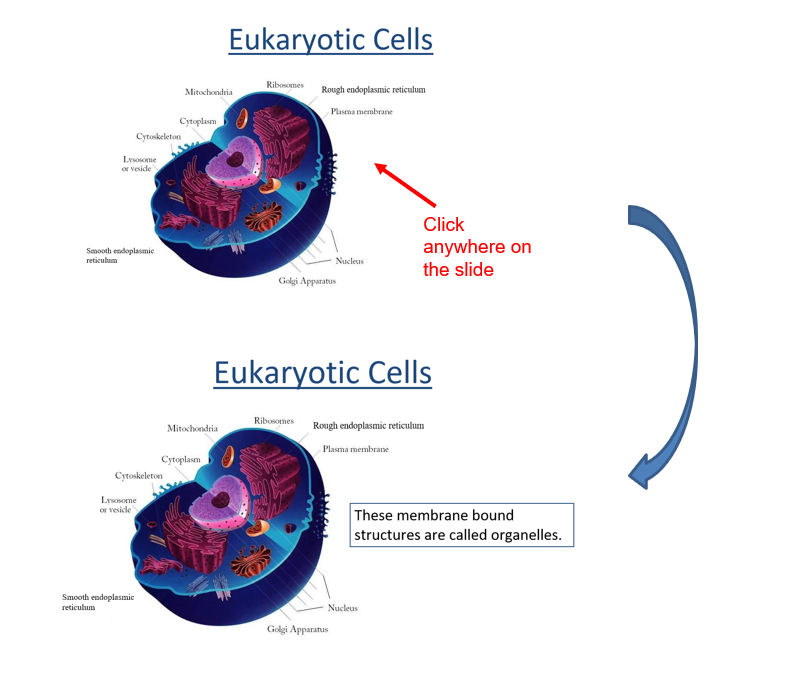 Eukaryotic Cells
Ribosomes
Mitochondria
Rough endoplasmic reticulum
Plasma membrane
Cytoplasm
Cytoskeleton
Lysosome
or vesicle
Click
anywhere on
the slide
Smooth endoplasmic
reticulum
Nucleus
Golgi Apparatus
Eukaryotic Cells
Ribosomes
Mitochondria
Rough endoplasmic reticulum
Plasma membrane
Cytoplasm
Cytoskeleton
Lysosome
or vesicle
These membrane bound
structures are called organelles.
Smooth endoplasmic
reticulum
Nucleus
Golgi Apparatus